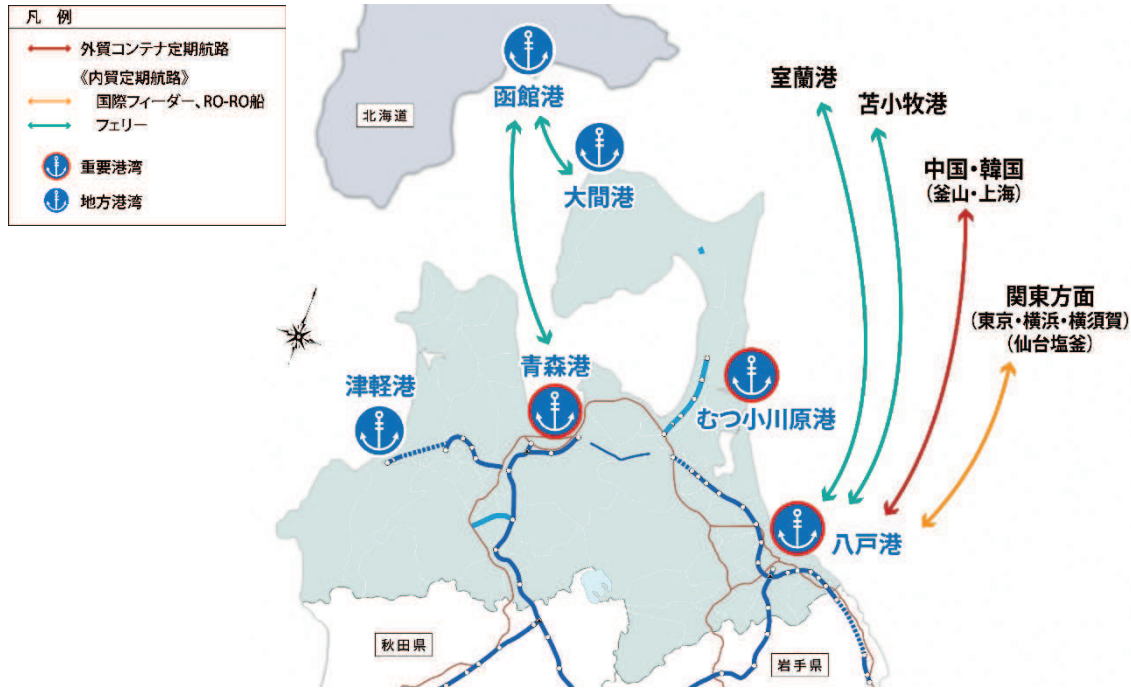 凡 例
外貿コンテナ定期航路
《内貿定期航路》
国際フィーダー、RO-RO船
フェリー
重要港湾
地方港湾
函館港
北海道
大間港
室蘭港
苫小牧港
中国・韓国
(釜山・上海)
関東方面
(東京・横浜・横須賀)
(仙台塩釜)
青森港
津軽港
むつ小川原港
八戸港
秋田県
岩手県